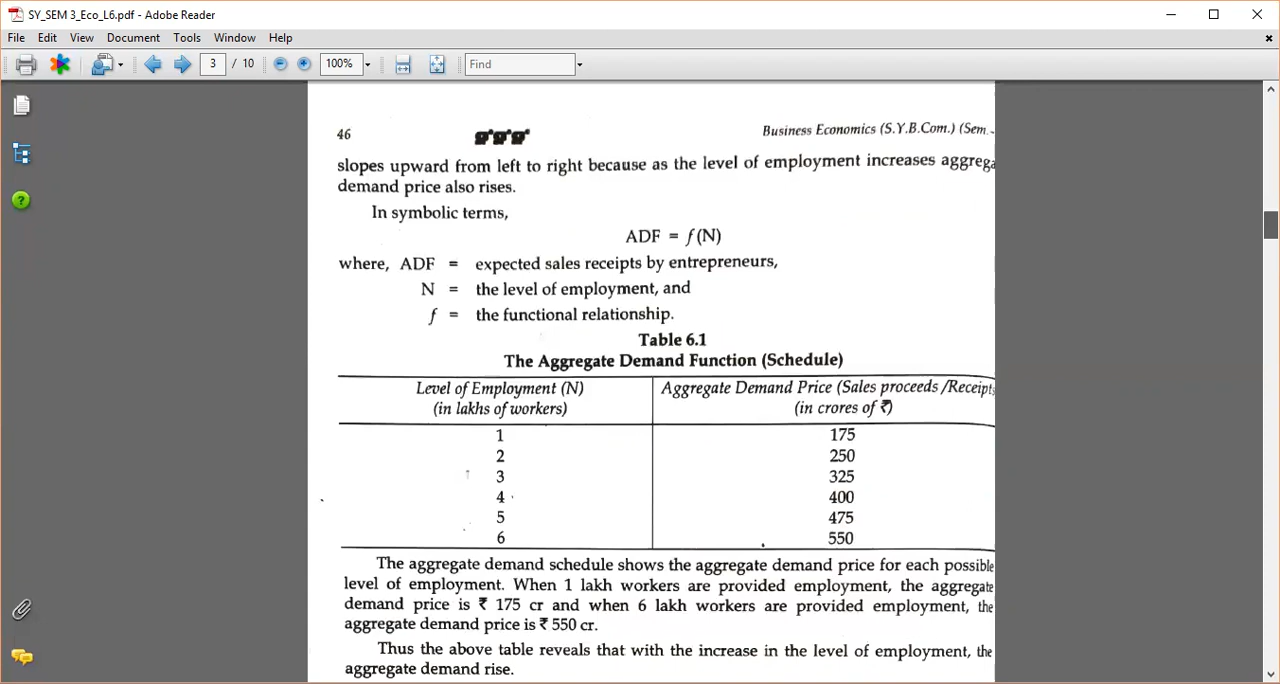 SY_SEM 3_Eco_L6.pdf - Adobe Reader
File Edit View Document Tools Window Help
3 / 10 100% Find
46 Business Economics (S.Y.B.Com.) (Sem.-
slopes upward from left to right because as the level of employment increases aggrega
demand price also rises.
In symbolic terms,
ADF = f(N)
where, ADF = expected sales receipts by entrepreneurs,
N = the level of employment, and
f = the functional relationship.
Table 6.1
The Aggregate Demand Function (Schedule)
Level of Employment (N) Aggregate Demand Price (Sales proceeds /Receipts
(in lakhs of workers) (in crores of ₹)
1 175
2 250
3 325
4 400
5 475
6 550
The aggregate demand schedule shows the aggregate demand price for each possible
level of employment. When 1 lakh workers are provided employment, the aggregate
demand price is ₹ 175 cr and when 6 lakh workers are provided employment, the
aggregate demand price is ₹ 550 cr.
Thus the above table reveals that with the increase in the level of employment, the
aggregate demand rise.